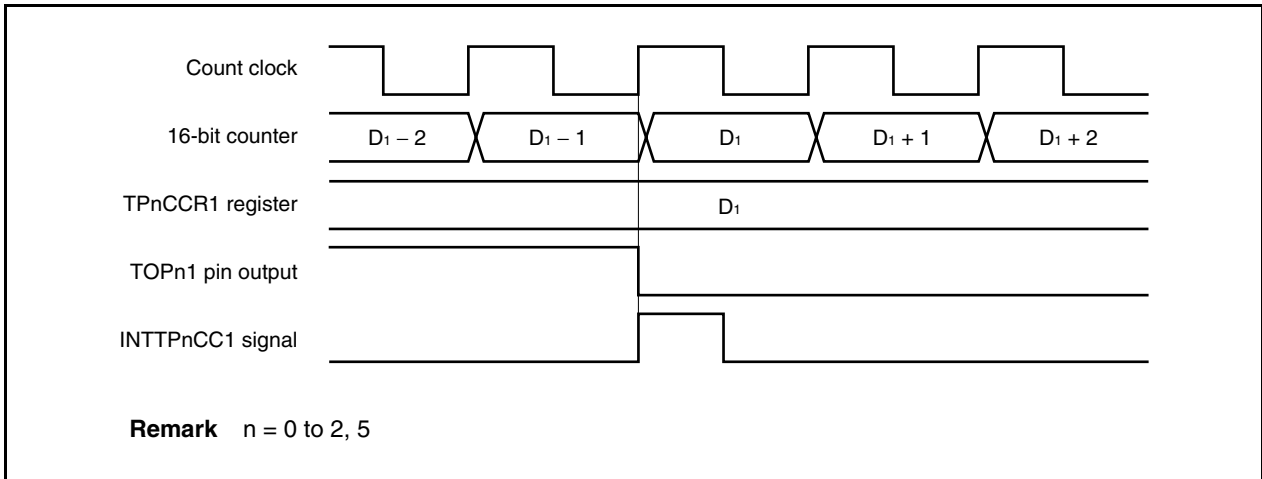 Count clock
16-bit counter D₁ − 2 D₁ − 1 D₁ D₁ + 1 D₁ + 2
TPnCCR1 register D₁
TOPn1 pin output
INTTPnCC1 signal
Remark n = 0 to 2, 5